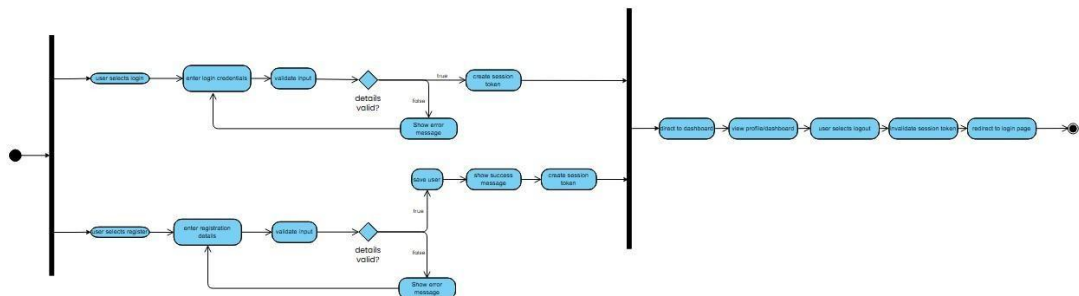 user selects login
enter login credentials
validate input
details
valid?
true
false
create session
token
Show error
message
user selects register
enter registration
details
validate input
details
valid?
true
false
save user
show success
message
create session
token
Show error
message
direct to dashboard
view profile/dashboard
user selects logout
invalidate session token
redirect to login page